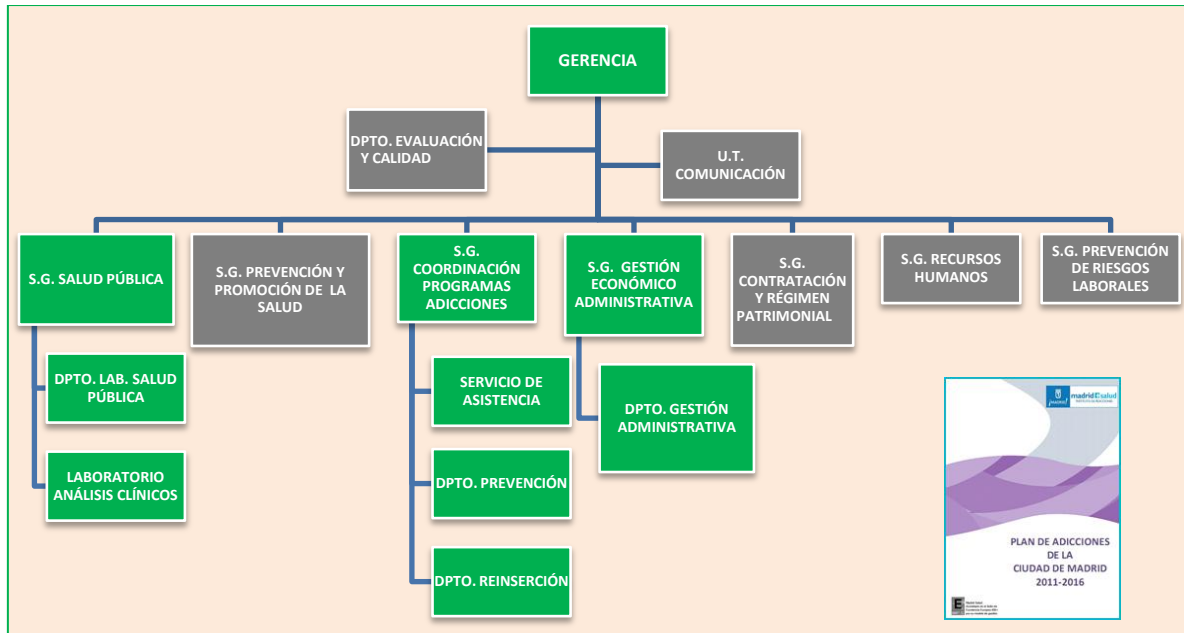 GERENCIA
DPTO. EVALUACIÓN
Y CALIDAD
U.T.
COMUNICACIÓN
S.G. SALUD PÚBLICA
S.G. PREVENCIÓN Y
PROMOCIÓN DE LA
SALUD
S.G.
COORDINACIÓN
PROGRAMAS
ADICCIONES
S.G. GESTIÓN
ECONÓMICO
ADMINISTRATIVA
S.G.
CONTRATACIÓN
Y RÉGIMEN
PATRIMONIAL
S.G. RECURSOS
HUMANOS
S.G. PREVENCIÓN
DE RIESGOS
LABORALES
DPTO. LAB. SALUD
PÚBLICA
LABORATORIO
ANÁLISIS CLÍNICOS
SERVICIO DE
ASISTENCIA
DPTO. PREVENCIÓN
DPTO. REINSERCIÓN
DPTO. GESTIÓN
ADMINISTRATIVA
¡MADRID!
madrid salud
PLAN DE ADICCIONES
DE LA
CIUDAD DE MADRID
2011-2016